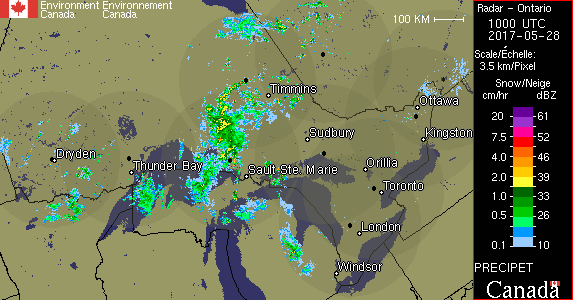 Environment Environnement
Canada Canada
100 KM
Timmins
Ottawa
Sudbury
Kingston
Dryden
Thunder Bay
Sault Ste. Marie
Orillia
Toronto
London
Windsor
Radar - Ontario
1000 UTC
2017-05-28
Scale/Échelle:
3.5 km/Pixel
Snow/Neige
cm/hr dBZ
20 61
7.5 52
4.0 46
2.0 39
1.0 33
0.5 26
0.1 10
PRECIPET
Canada